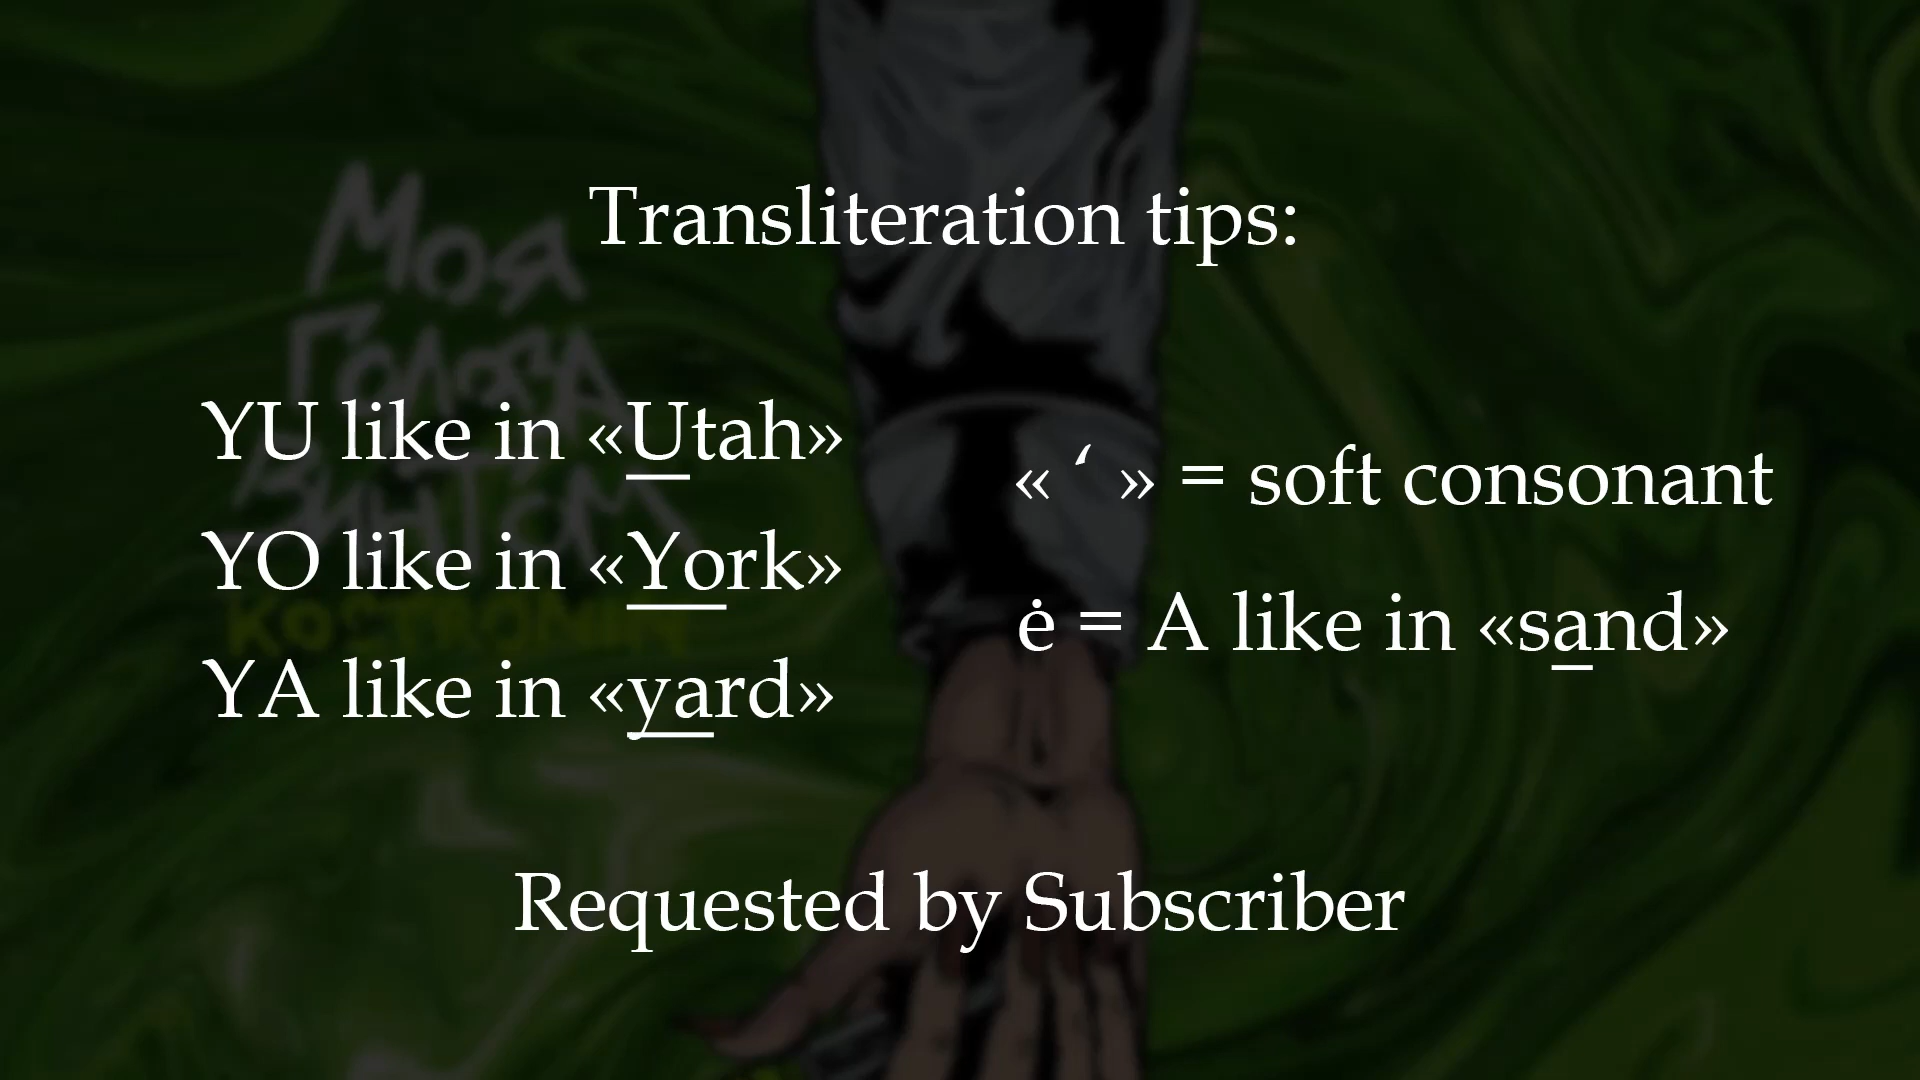 Transliteration tips:
YU like in «Utah»
YO like in «York»
YA like in «yard»
« ‘ » = soft consonant
ė = A like in «sand»
Requested by Subscriber
Моя
Голова
Винтом
KOSTROMIN